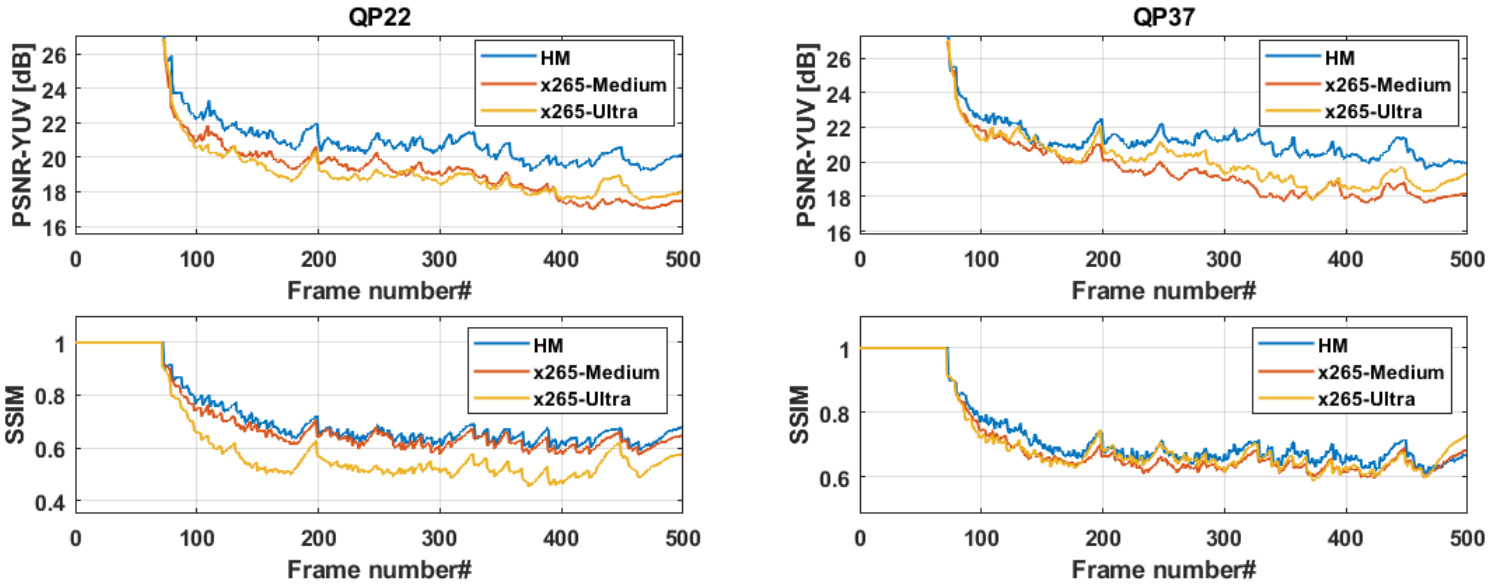 QP22
PSNR-YUV [dB]
26
24
22
20
18
16
HM
x265-Medium
x265-Ultra
0 100 200 300 400 500
Frame number#
QP37
PSNR-YUV [dB]
26
24
22
20
18
16
HM
x265-Medium
x265-Ultra
0 100 200 300 400 500
Frame number#
SSIM
1
0.8
0.6
0.4
HM
x265-Medium
x265-Ultra
0 100 200 300 400 500
Frame number#
SSIM
1
0.8
0.6
HM
x265-Medium
x265-Ultra
0 100 200 300 400 500
Frame number#